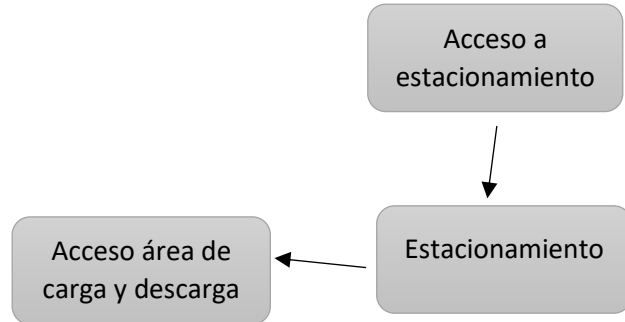 Acceso a
estacionamiento
Estacionamiento
Acceso área de
carga y descarga